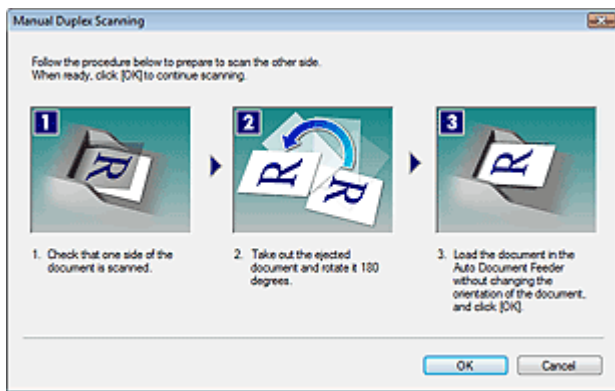 Manual Duplex Scanning
Follow the procedure below to prepare to scan the other side.
When ready, click [OK] to continue scanning.
1
R
2
R
R
3
R
1. Check that one side of the
document is scanned.
2. Take out the ejected
document and rotate it 180
degrees.
3. Load the document in the
Auto Document Feeder
without changing the
orientation of the document,
and click [OK].
OK
Cancel